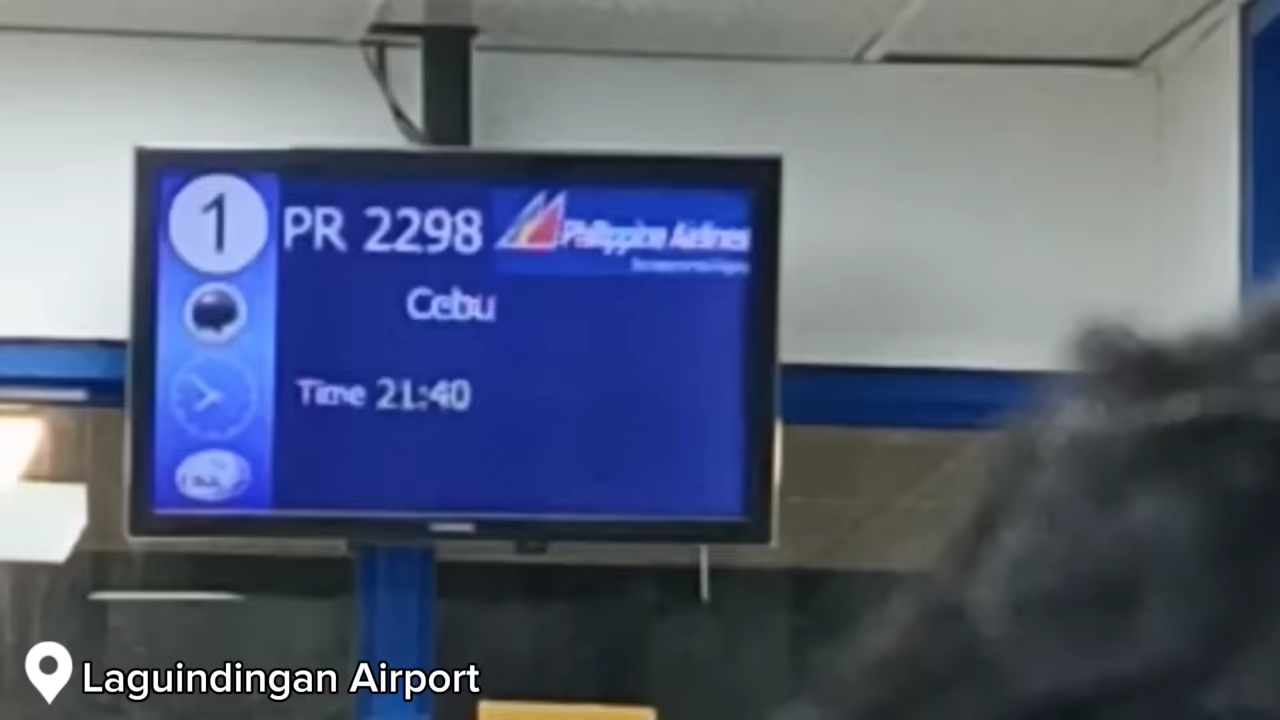 1
PR 2298
Philippine Airlines
Cebu
Time 21:40
Laguindingan Airport